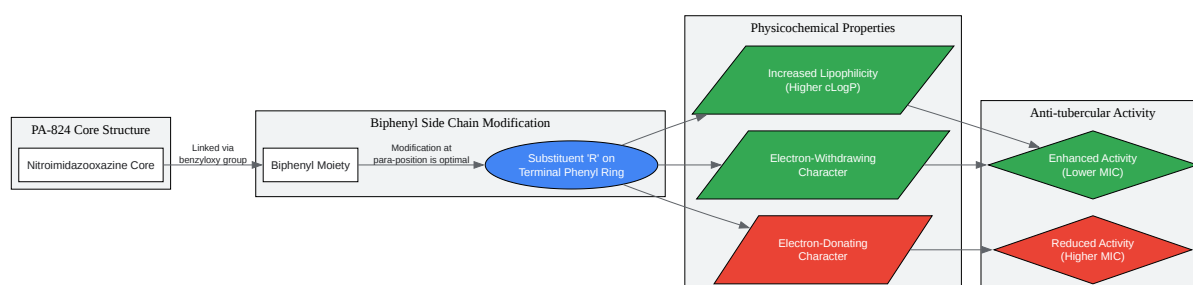 PA-824 Core Structure
Nitroimidazooxazine Core
Linked via
benzyloxy group
Biphenyl Side Chain Modification
Biphenyl Moiety
Modification at
para-position is optimal
Substituent 'R' on
Terminal Phenyl Ring
Physicochemical Properties
Increased Lipophilicity
(Higher cLogP)
Electron-Withdrawing
Character
Electron-Donating
Character
Anti-tubercular Activity
Enhanced Activity
(Lower MIC)
Reduced Activity
(Higher MIC)